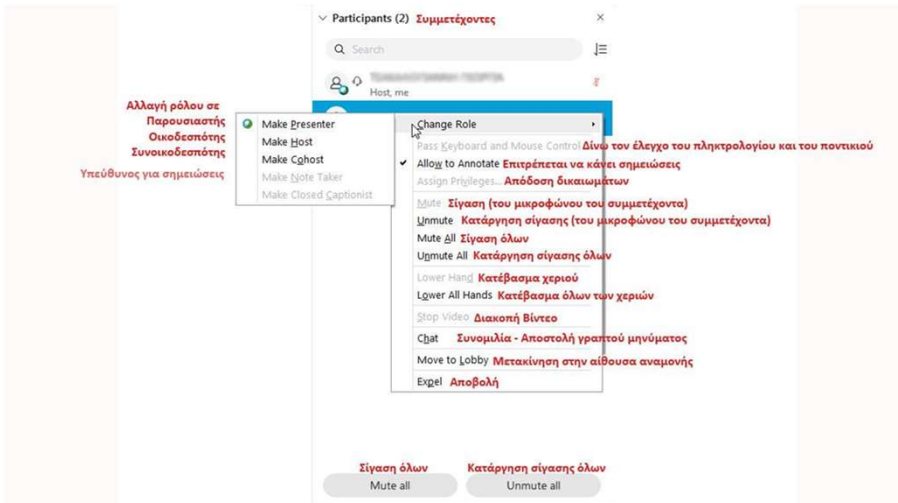 Participants (2) Συμμετέχοντες
Search
Host, me
Αλλαγή ρόλου σε
Παρουσιαστής
Οικοδεσπότης
Συνοικοδεσπότης
Υπεύθυνος για σημειώσεις
Make Presenter
Make Host
Make Cohost
Make Note Taker
Make Closed Captionist
Change Role
Pass Keyboard and Mouse Control Δίνω τον έλεγχο του πληκτρολογίου και του ποντικιού
Allow to Annotate Επιτρέπεται να κάνει σημειώσεις
Assign Privileges... Απόδοση δικαιωμάτων
Mute Σίγαση (του μικροφώνου του συμμετέχοντα)
Unmute Κατάργηση σίγασης (του μικροφώνου του συμμετέχοντα)
Mute All Σίγαση όλων
Unmute All Κατάργηση σίγασης όλων
Lower Hand Κατέβασμα χεριού
Lower All Hands Κατέβασμα όλων των χεριών
Stop Video Διακοπή Βίντεο
Chat Συνομιλία - Αποστολή γραπτού μηνύματος
Move to Lobby Μετακίνηση στην αίθουσα αναμονής
Expel Αποβολή
Σίγαση όλων Κατάργηση σίγασης όλων
Mute all Unmute all